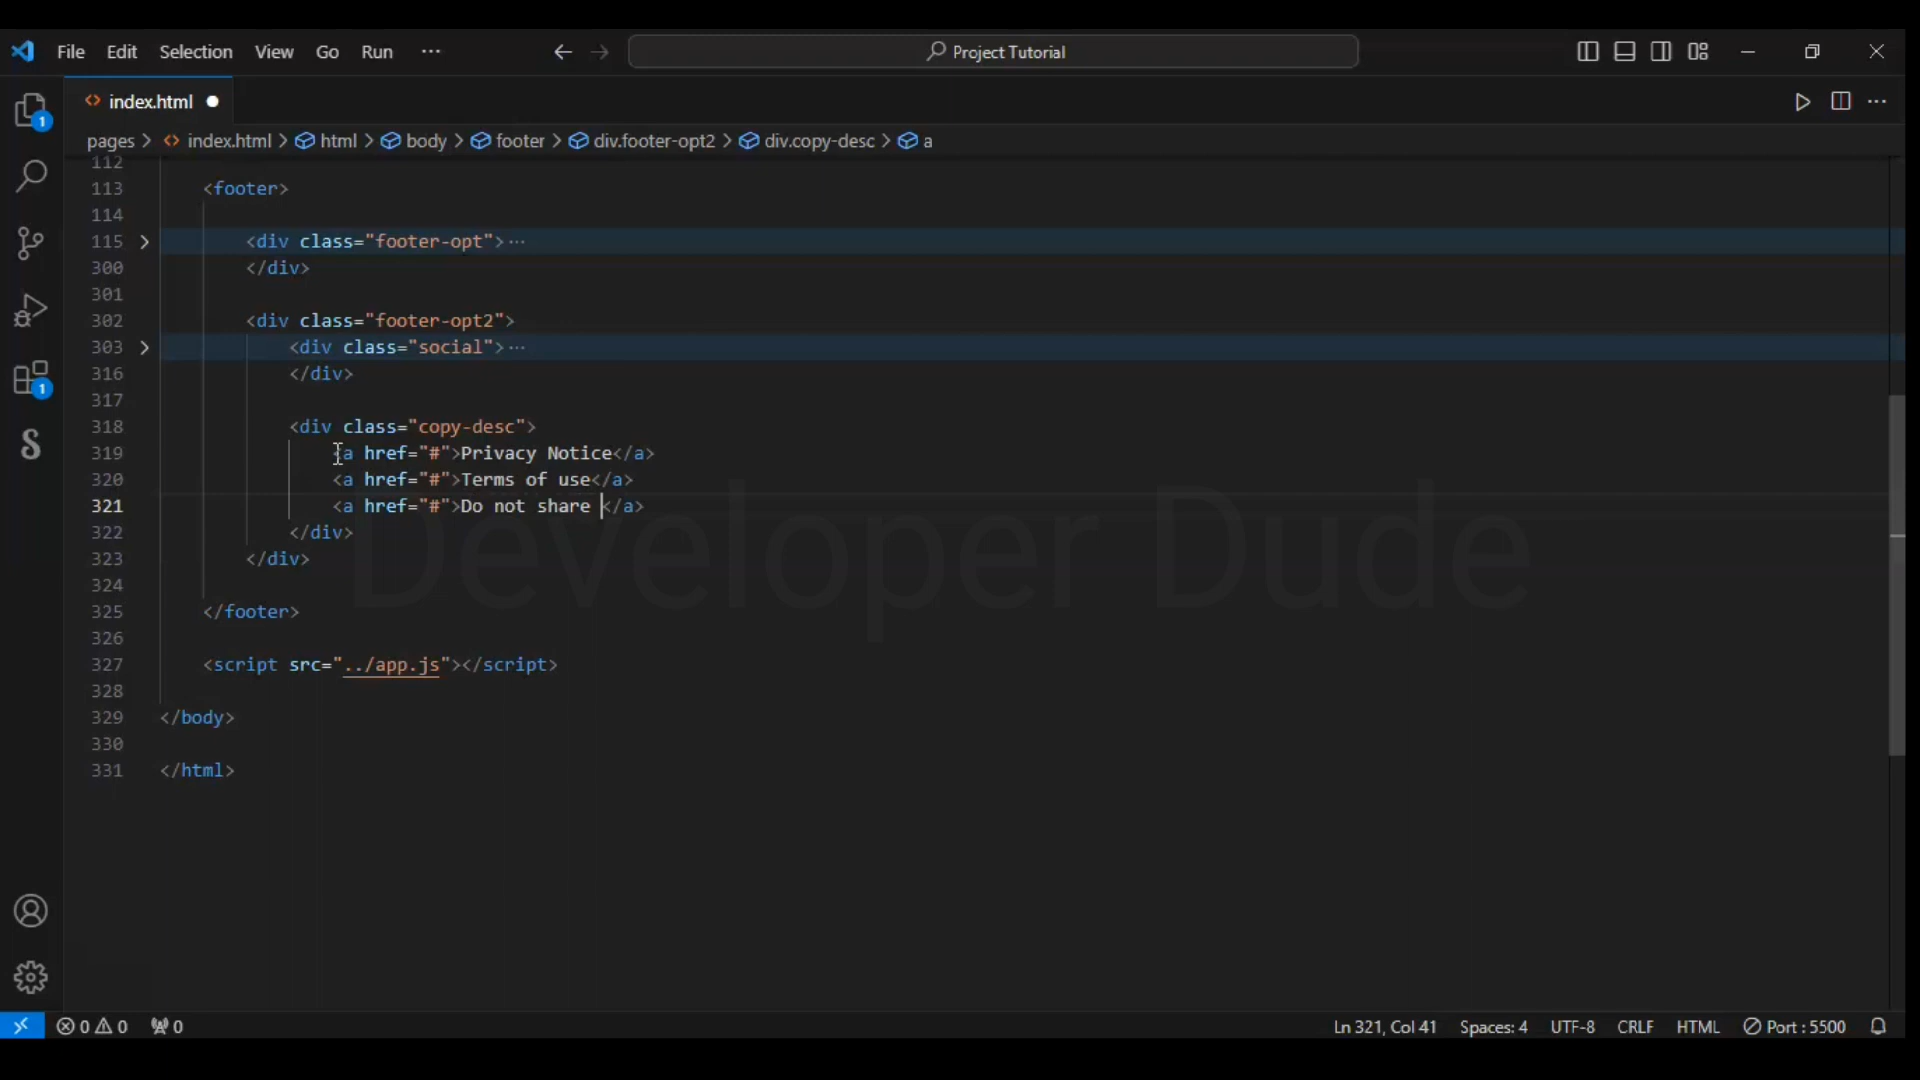 File Edit Selection View Go Run ··· Project Tutorial
index.html
pages > index.html > html > body > footer > div.footer-opt2 > div.copy-desc > a
112
113 <footer>
114
115 <div class="footer-opt">···
300 </div>
301
302 <div class="footer-opt2">
303 <div class="social">···
316 </div>
317
318 <div class="copy-desc">
319 <a href="#">Privacy Notice</a>
320 <a href="#">Terms of use</a>
321 <a href="#">Do not share </a>
322 </div>
323 </div>
324
325 </footer>
326
327 <script src="../app.js"></script>
328
329 </body>
330
331 </html>
Developer Dude
1
1
0 0 0 Ln 321, Col 41 Spaces: 4 UTF-8 CRLF HTML Port : 5500